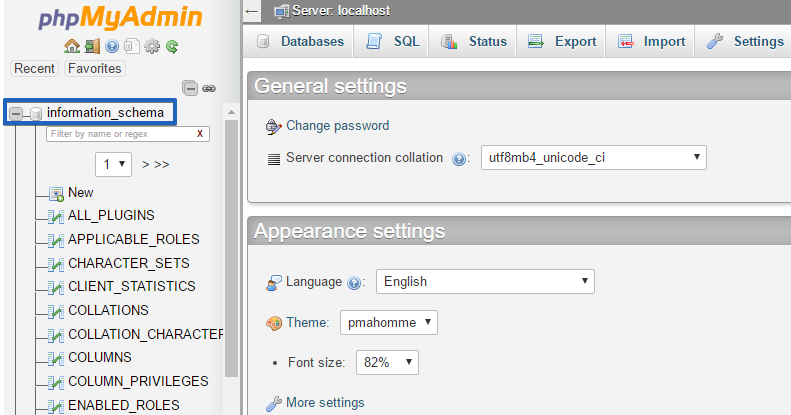 phpMyAdmin
Recent Favorites
information_schema
Filter by name or regex X
1 > >>
New
ALL_PLUGINS
APPLICABLE_ROLES
CHARACTER_SETS
CLIENT_STATISTICS
COLLATIONS
COLLATION_CHARACTER
COLUMNS
COLUMN_PRIVILEGES
ENABLED_ROLES
Server: localhost
Databases SQL Status Export Import Settings
General settings
Change password
Server connection collation : utf8mb4_unicode_ci
Appearance settings
Language : English
Theme: pmahomme
• Font size: 82%
More settings